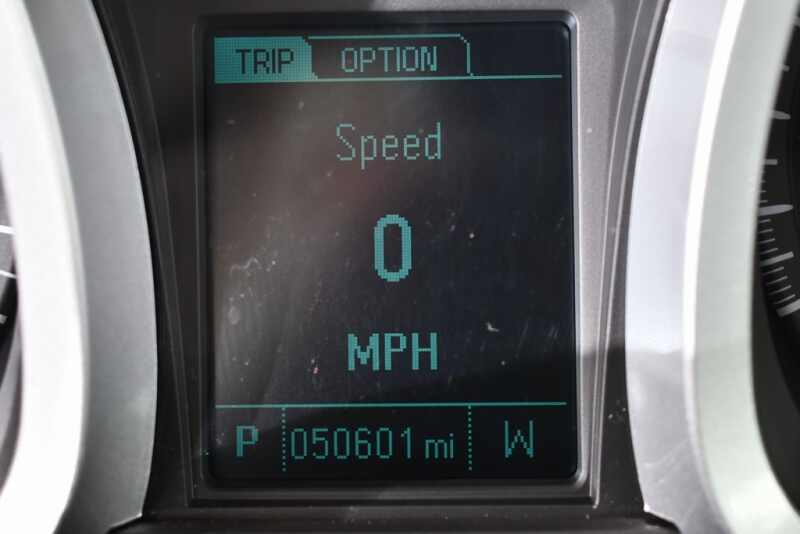 TRIP OPTION
Speed
0
MPH
P 050601 mi W